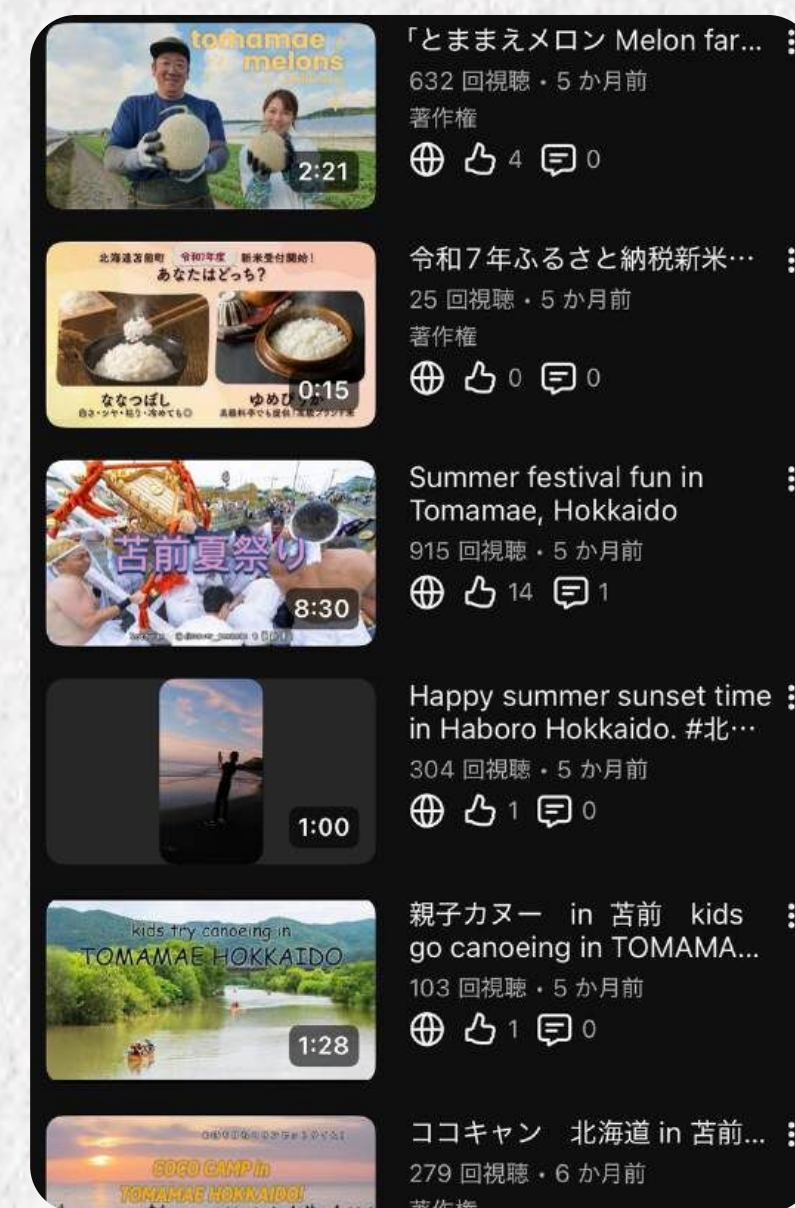 tomamae
melons
2:21
「とままえメロン Melon far...
632 回視聴・5 か月前
著作権
4 0
北海道苫前町 令和7年度 新米受付開始!
あなたはどっち?
ななつぼし
白さ・ツヤ・粘り・冷めても◎
0:15
令和7年ふるさと納税新米…
25 回視聴・5 か月前
著作権
0 0
苫前夏祭り
8:30
Summer festival fun in
Tomamae, Hokkaido
915 回視聴・5 か月前
14 1
1:00
Happy summer sunset time
in Haboro Hokkaido. #北…
304 回視聴・5 か月前
1 0
kids try canoeing in
TOMAMAE HOKKAIDO
1:28
親子カヌー in 苫前 kids
go canoeing in TOMAMA...
103 回視聴・5 か月前
1 0
COCO CAMP in
TOMAMAE HOKKAIDO!
ココキャン 北海道 in 苫前...
279 回視聴・6 か月前